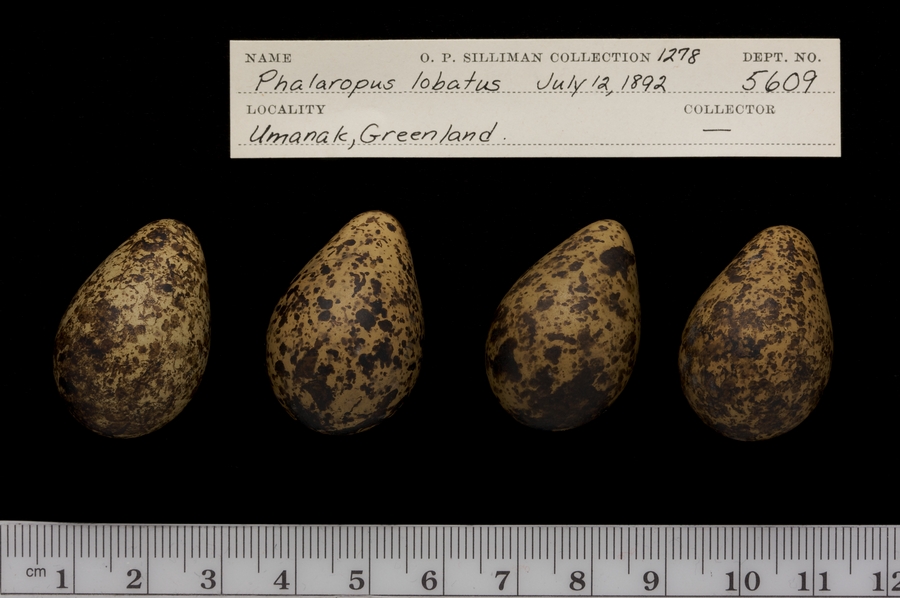 NAME O. P. SILLIMAN COLLECTION 1278 DEPT. NO.
Phalaropus lobatus July 12, 1892 5609
LOCALITY COLLECTOR
Umanak, Greenland. —
cm 1 2 3 4 5 6 7 8 9 10 11 12